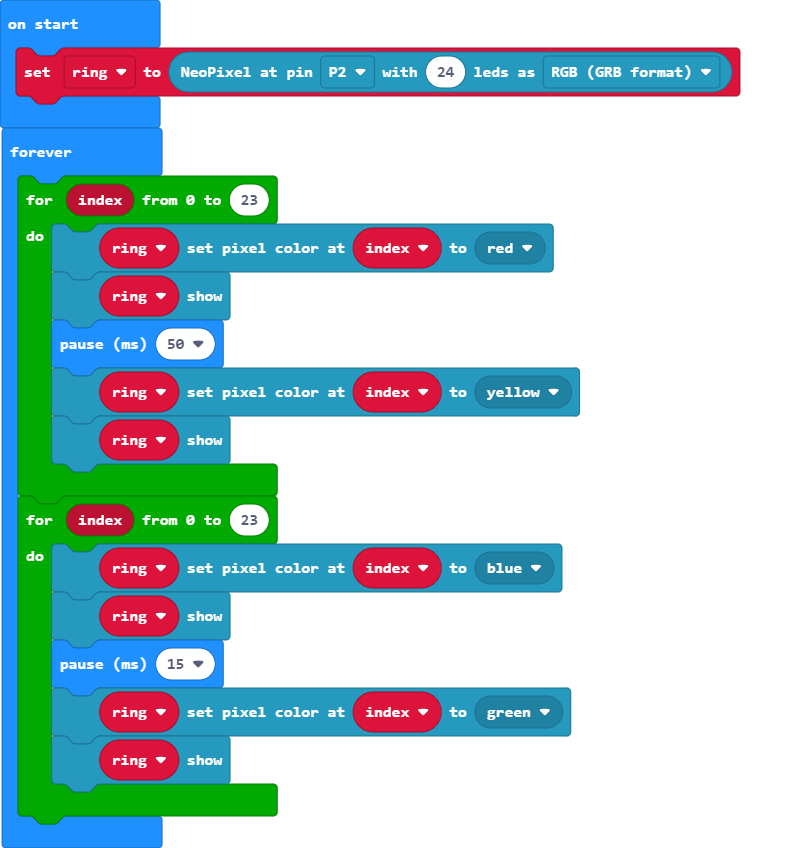 on start
set ring to NeoPixel at pin P2 with 24 leds as RGB (GRB format)
forever
for index from 0 to 23
do
ring set pixel color at index to red
ring show
pause (ms) 50
ring set pixel color at index to yellow
ring show
for index from 0 to 23
do
ring set pixel color at index to blue
ring show
pause (ms) 15
ring set pixel color at index to green
ring show